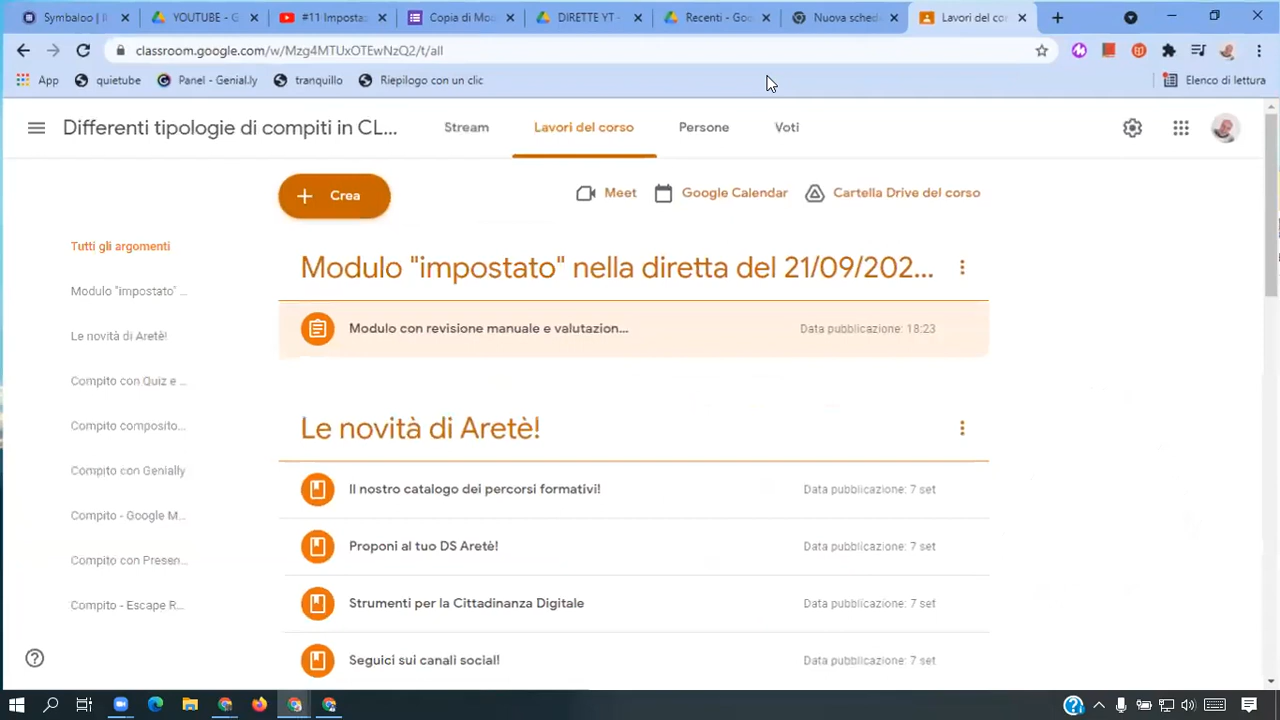 Symbaloo | I
YOUTUBE - G
#11 Impostaz
Copia di Mo
DIRETTE YT -
Recenti - Goo
Nuova sched
Lavori del co
classroom.google.com/w/Mzg4MTUxOTEwNzQ2/t/all
App
quietube
Panel - Genial.ly
tranquillo
Riepilogo con un clic
Elenco di lettura
Differenti tipologie di compiti in CL...
Stream
Lavori del corso
Persone
Voti
+ Crea
Meet
Google Calendar
Cartella Drive del corso
Tutti gli argomenti
Modulo "impostato" ...
Le novità di Aretè!
Compito con Quiz e ...
Compito composito...
Compito con Genially
Compito - Google M...
Compito con Presen...
Compito - Escape R...
Modulo "impostato" nella diretta del 21/09/202...
Modulo con revisione manuale e valutazion...
Data pubblicazione: 18:23
Le novità di Aretè!
Il nostro catalogo dei percorsi formativi!
Data pubblicazione: 7 set
Proponi al tuo DS Aretè!
Data pubblicazione: 7 set
Strumenti per la Cittadinanza Digitale
Data pubblicazione: 7 set
Seguici sui canali social!
Data pubblicazione: 7 set